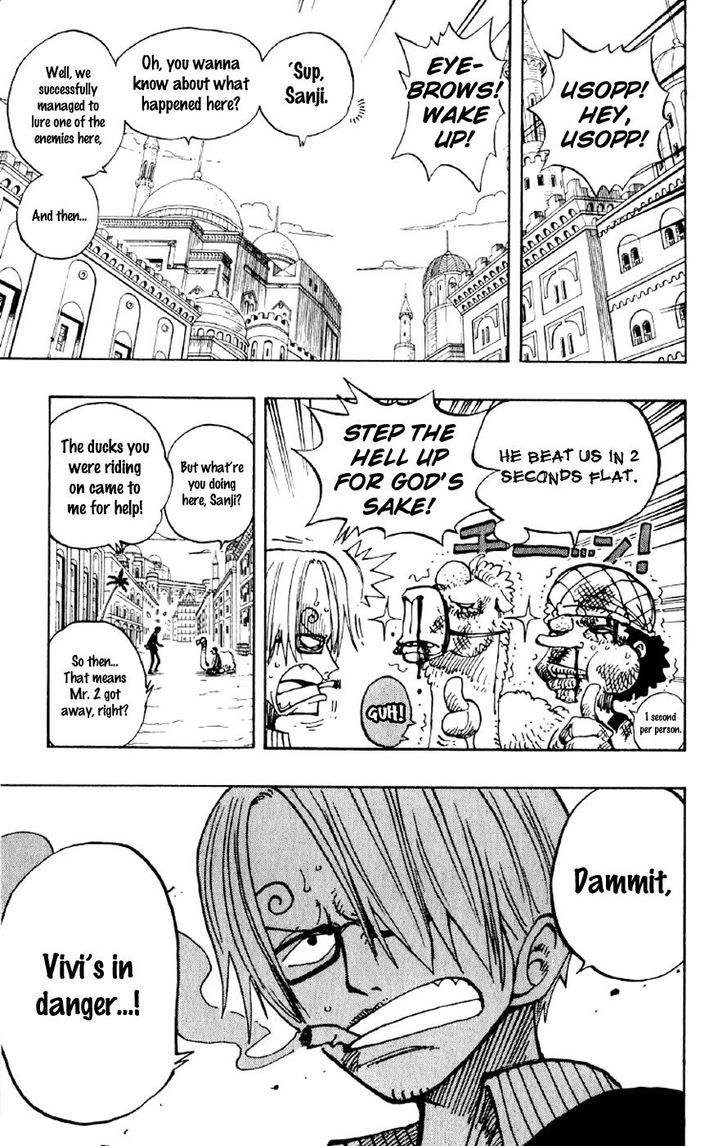 USOPP!
HEY,
USOPP!
EYE-
BROWS!
WAKE
UP!
‘Sup,
Sanji.
Oh, you wanna
know about what
happened here?
Well, we
successfully
managed to
lure one of the
enemies here,
And then...
HE BEAT US IN 2
SECONDS FLAT.
1 second
per person.
チーン!
STEP THE
HELL UP
FOR GOD'S
SAKE!
GUH!
But what're
you doing
here, Sanji?
The ducks you
were riding
on came to
me for help!
So then...
That means
Mr. 2 got
away, right?
Dammit,
Vivi's in
danger...!